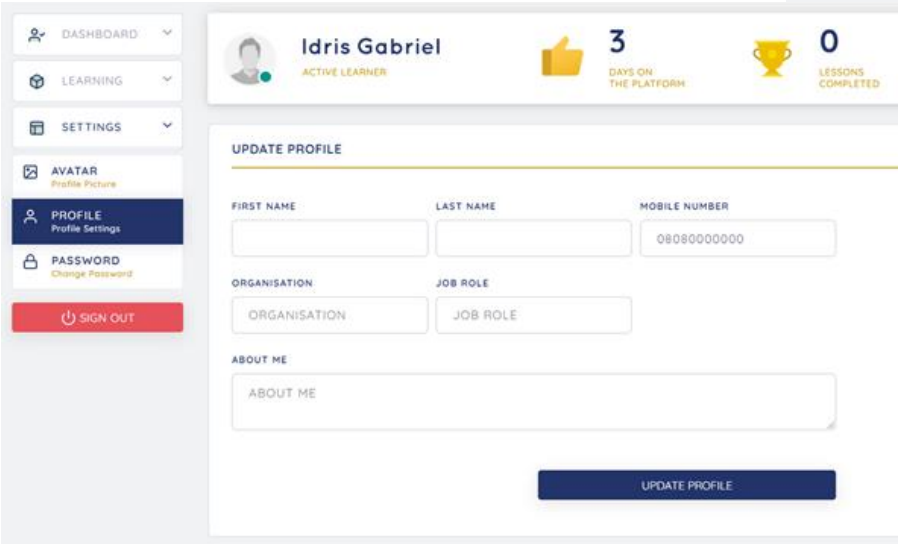 DASHBOARD
LEARNING
SETTINGS
AVATAR
Profile Picture
PROFILE
Profile Settings
PASSWORD
Change Password
SIGN OUT
Idris Gabriel
ACTIVE LEARNER
3
DAYS ON
THE PLATFORM
0
LESSONS
COMPLETED
UPDATE PROFILE
FIRST NAME LAST NAME MOBILE NUMBER
08080000000
ORGANISATION JOB ROLE
ORGANISATION JOB ROLE
ABOUT ME
ABOUT ME
UPDATE PROFILE